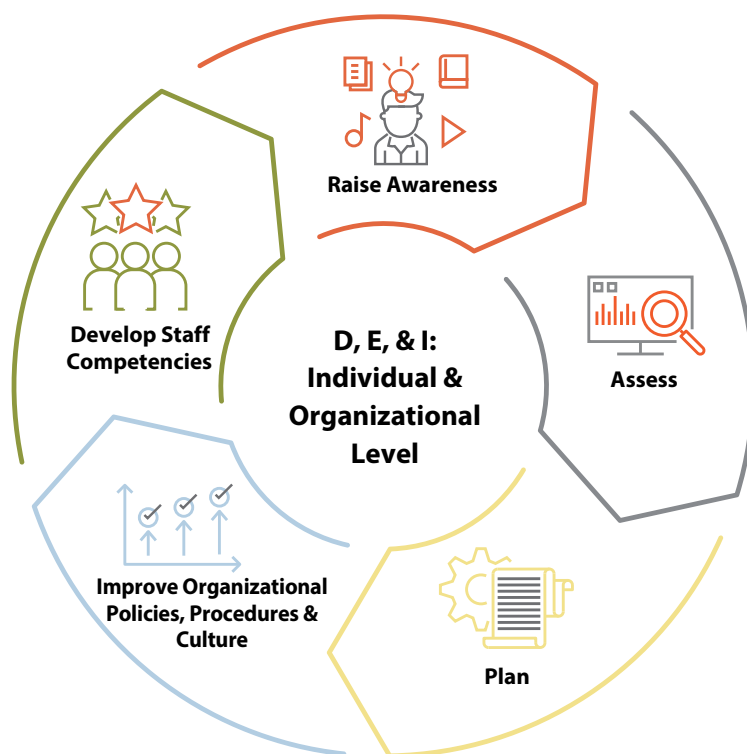 Raise Awareness
Assess
Plan
Improve Organizational
Policies, Procedures &
Culture
Develop Staff
Competencies
D, E, & I:
Individual &
Organizational
Level